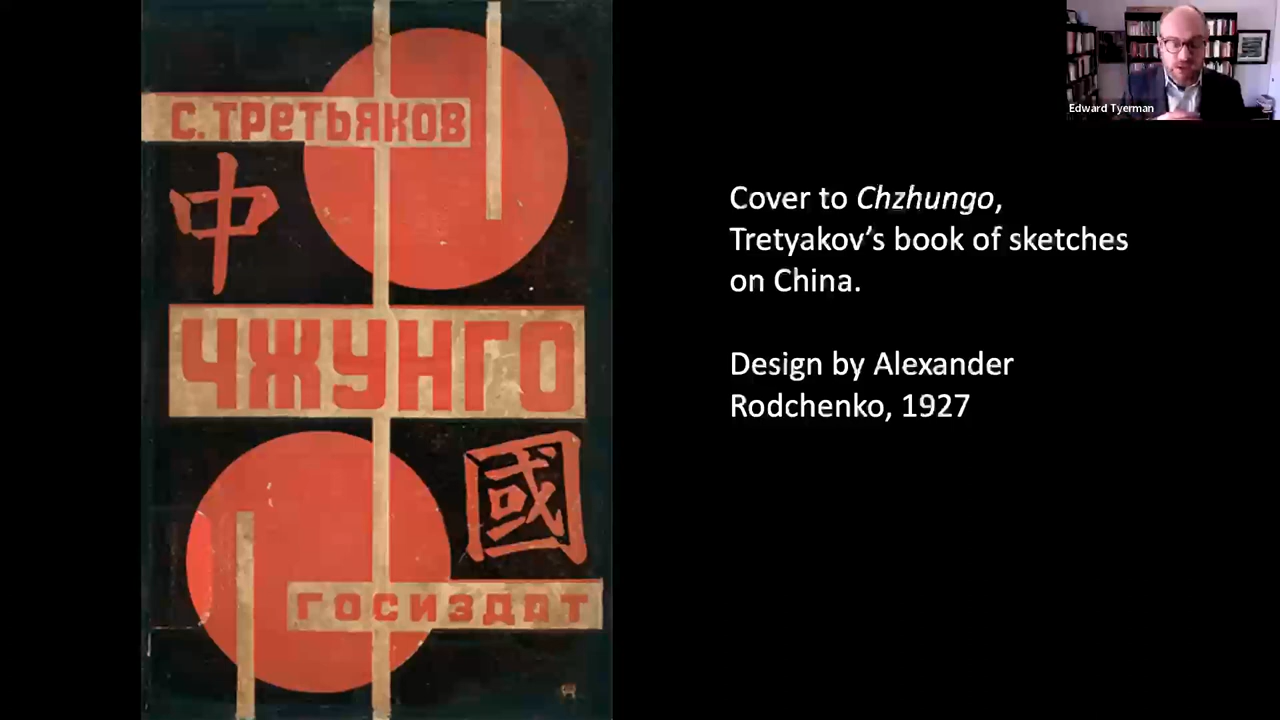 С. ТРЕТЬЯКОВ
中
ЧЖУНГО
國
ГОСИЗДАТ
Cover to Chzhungo,
Tretyakov’s book of sketches
on China.
Design by Alexander
Rodchenko, 1927
Edward Tyerman